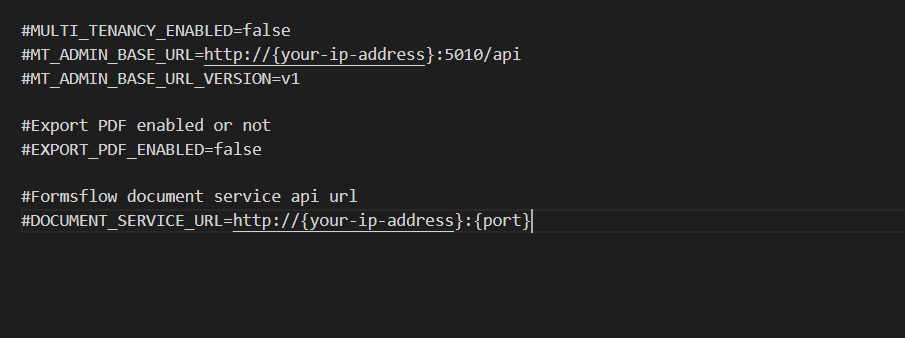 #MULTI_TENANCY_ENABLED=false
#MT_ADMIN_BASE_URL=http://{your-ip-address}:5010/api
#MT_ADMIN_BASE_URL_VERSION=v1
#Export PDF enabled or not
#EXPORT_PDF_ENABLED=false
#Formsflow document service api url
#DOCUMENT_SERVICE_URL=http://{your-ip-address}:{port}